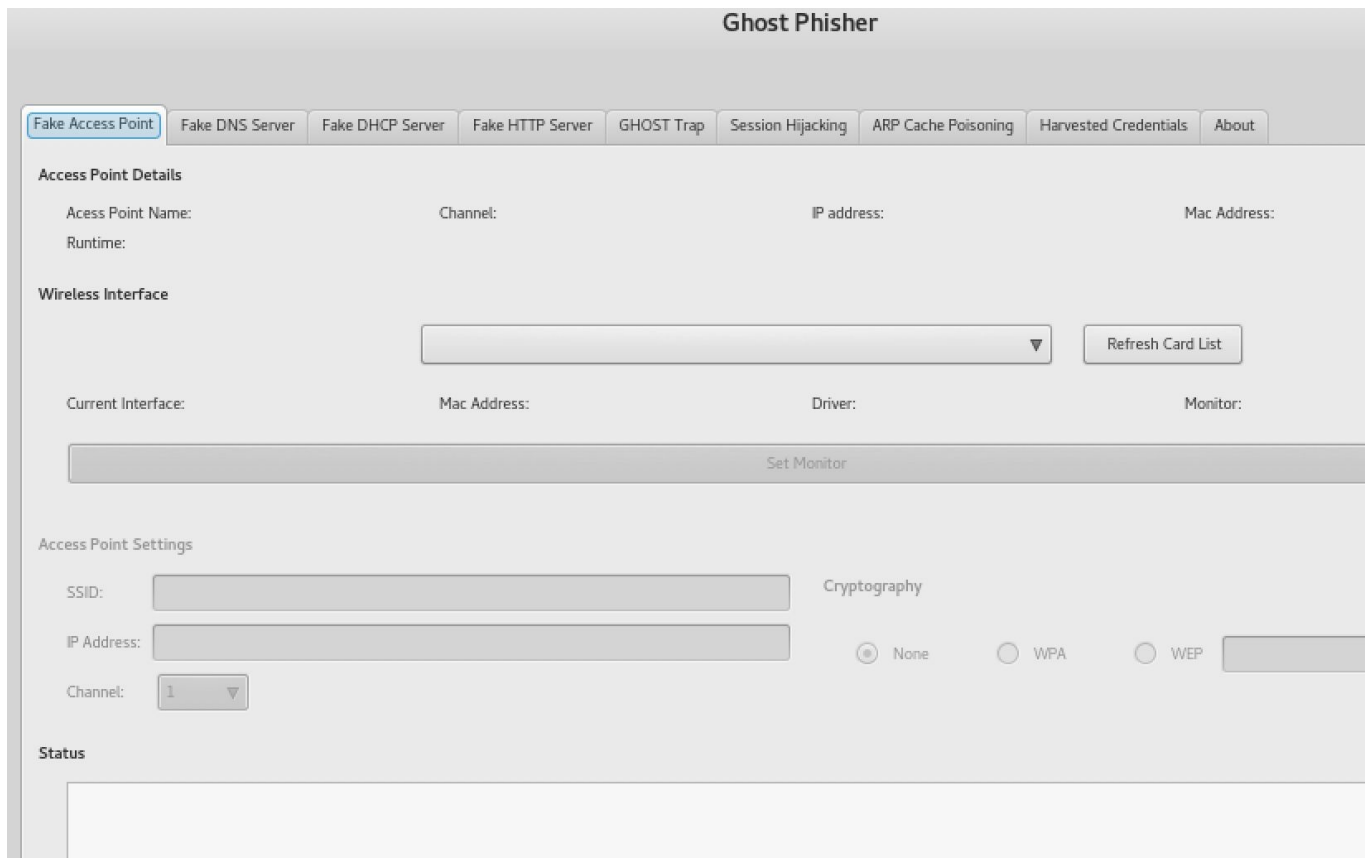 Ghost Phisher
Fake Access Point Fake DNS Server Fake DHCP Server Fake HTTP Server GHOST Trap Session Hijacking ARP Cache Poisoning Harvested Credentials About
Access Point Details
Acess Point Name: Channel: IP address: Mac Address:
Runtime:
Wireless Interface
Refresh Card List
Current Interface: Mac Address: Driver: Monitor:
Set Monitor
Access Point Settings
SSID:
Cryptography
IP Address:
None WPA WEP
Channel: 1
Status